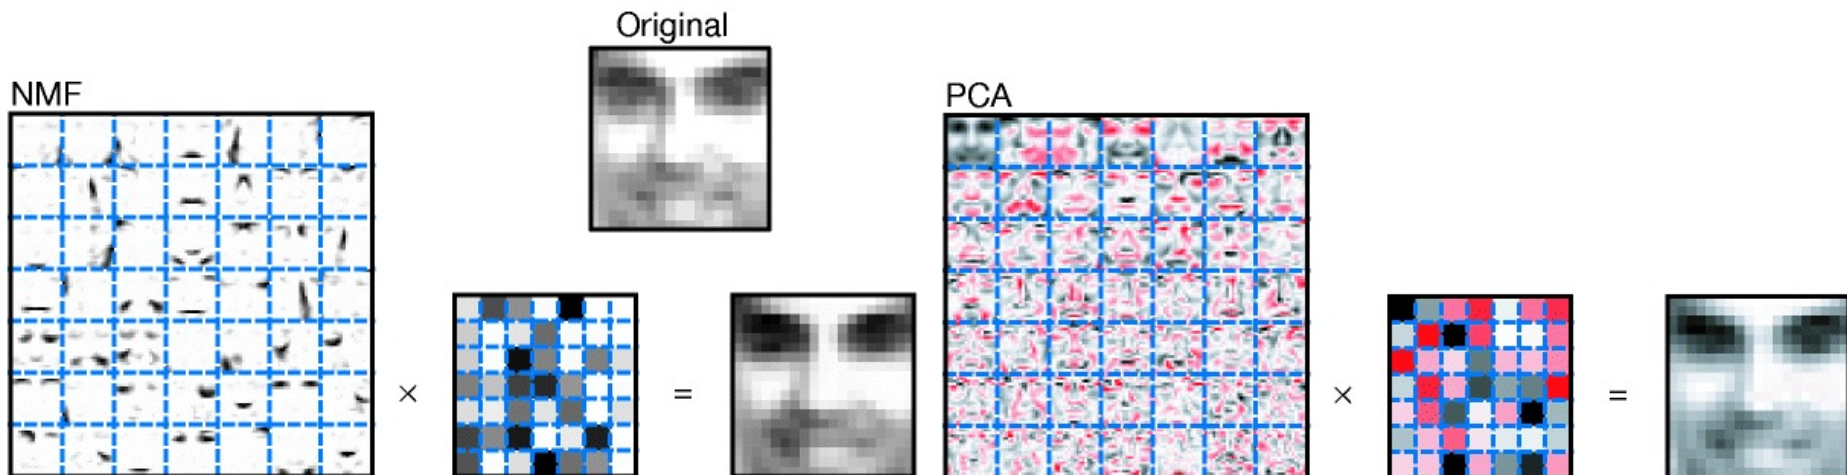 Original
NMF
PCA
×
=
×
=